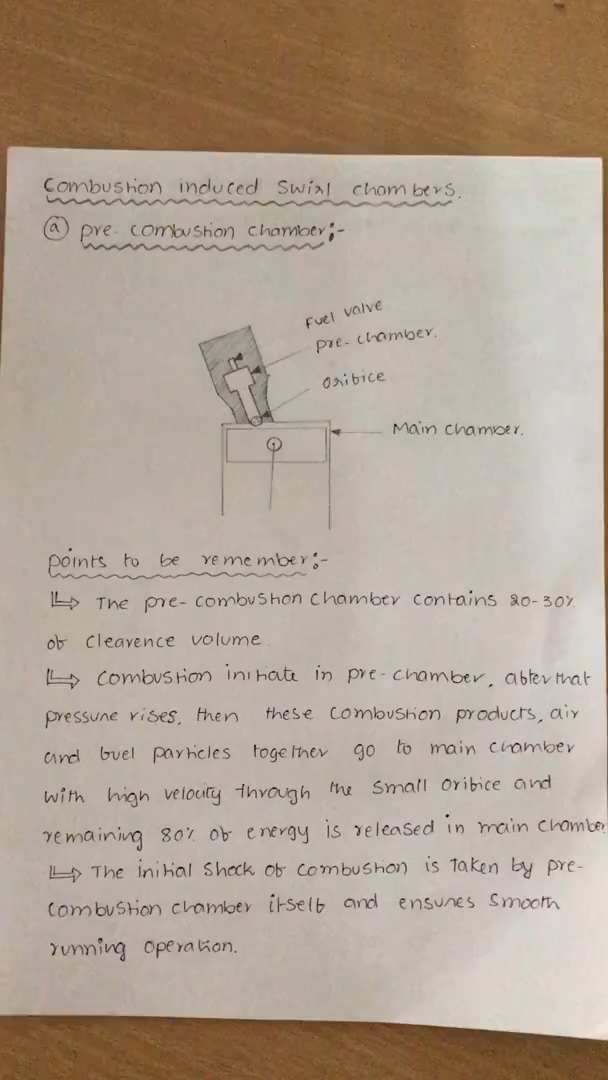 Combustion induced Swirl chambers.
ⓐ pre-combustion chamber:-
Fuel valve
pre-chamber.
Orifice
Main chamber.
points to be remember:-
↳ The pre-combustion chamber contains 20-30%
of clearence volume.
↳ Combustion initiate in pre-chamber, after that
pressure rises, then these combustion products, air
and fuel particles together go to main chamber
with high velocity through the small orifice and
remaining 80% of energy is released in main chamber
↳ The initial shock of combustion is taken by pre-
combustion chamber itself and ensures smooth
running operation.